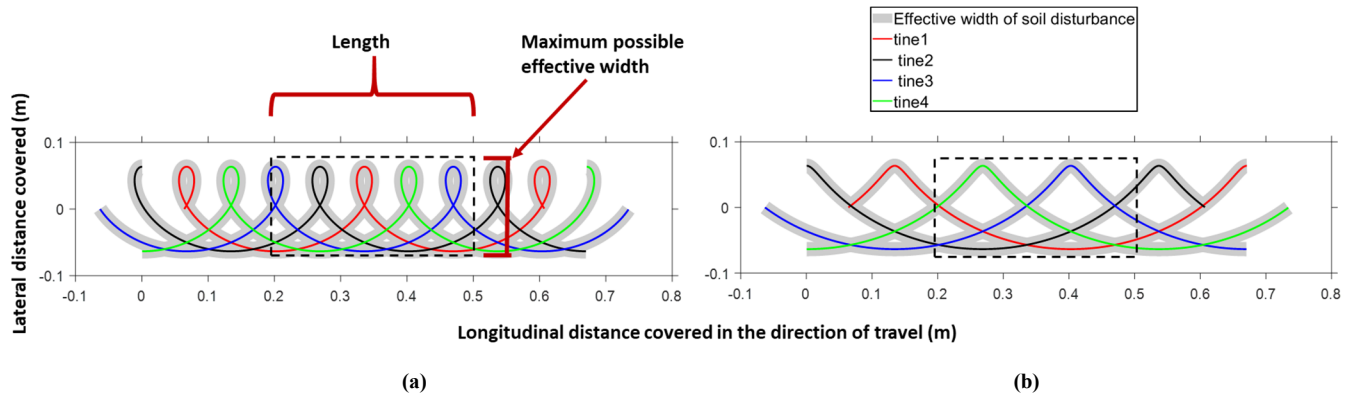 Length
Maximum possible
effective width
Lateral distance covered (m)
0.1
0
-0.1
-0.1 0 0.1 0.2 0.3 0.4 0.5 0.6 0.7 0.8
Effective width of soil disturbance
tine1
tine2
tine3
tine4
0.1
0
-0.1
-0.1 0 0.1 0.2 0.3 0.4 0.5 0.6 0.7 0.8
Longitudinal distance covered in the direction of travel (m)
(a)
(b)